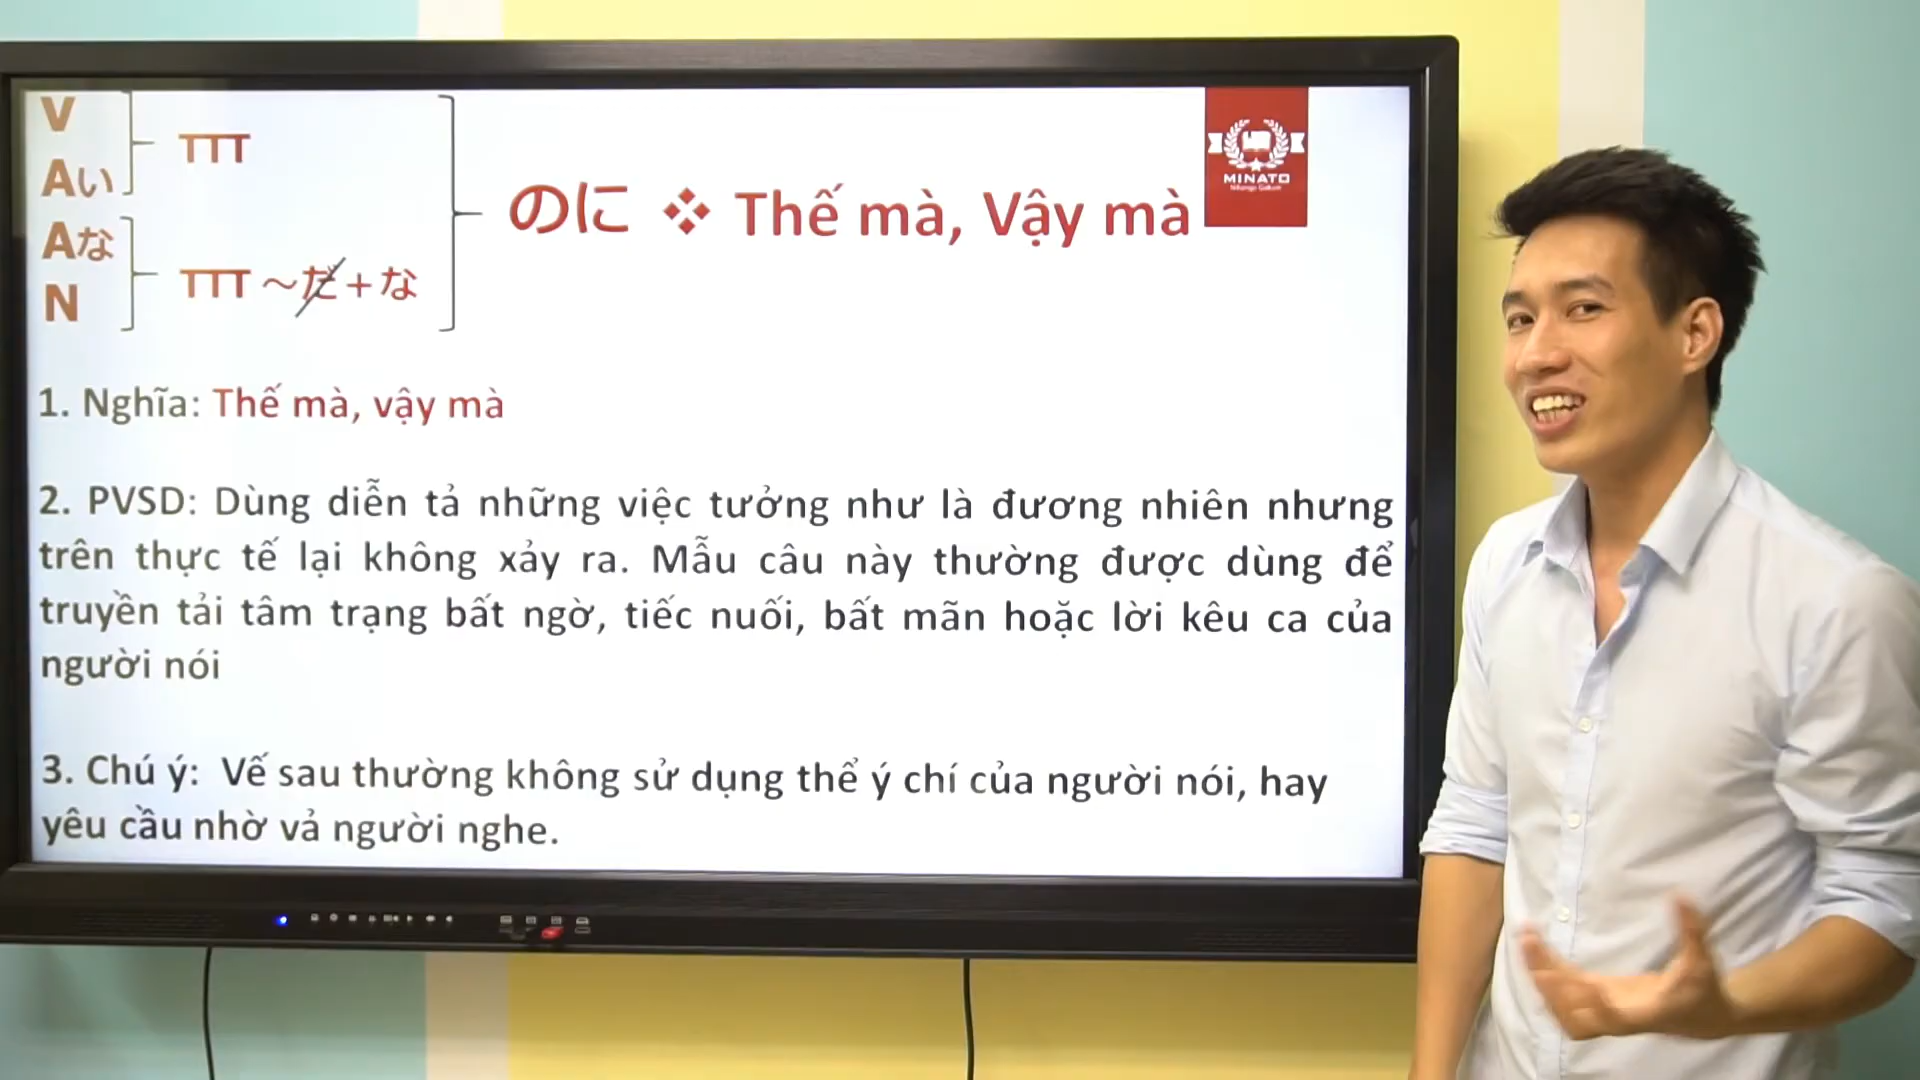 V
Aい
TTT
Aな
N
TTT ～だ + な
のに ❖ Thế mà, Vậy mà
MINATO
1. Nghĩa: Thế mà, vậy mà
2. PVSD: Dùng diễn tả những việc tưởng như là đương nhiên nhưng
trên thực tế lại không xảy ra. Mẫu câu này thường được dùng để
truyền tải tâm trạng bất ngờ, tiếc nuối, bất mãn hoặc lời kêu ca của
người nói
3. Chú ý: Vế sau thường không sử dụng thể ý chí của người nói, hay
yêu cầu nhờ vả người nghe.